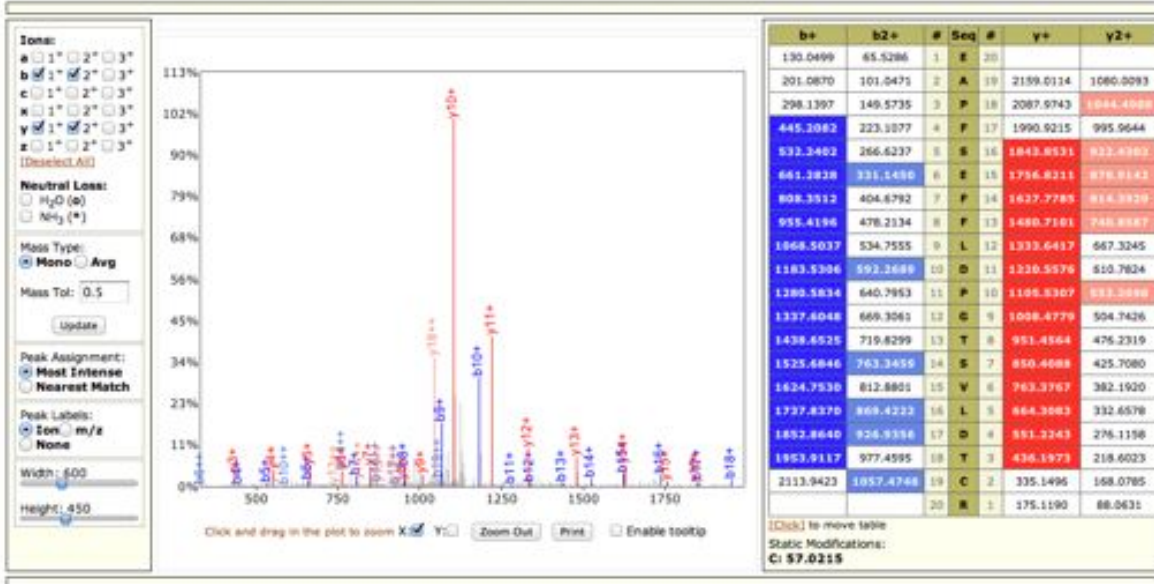 Ions:
a 1+ 2+ 3+
b 1+ 2+ 3+
c 1+ 2+ 3+
x 1+ 2+ 3+
y 1+ 2+ 3+
z 1+ 2+ 3+
[Deselect All]
Neutral Loss:
H2O (o)
NH3 (*)
Mass Type:
Mono Avg
Mass Tol: 0.5
Update
Peak Assignment:
Most Intense
Nearest Match
Peak Labels:
Ion m/z
None
Width: 600
Height: 450
113%
102%
90%
79%
68%
56%
45%
34%
23%
11%
0%
500 750 1000 1250 1500 1750
y10+
y11+
y18++
b10+
b9+
y12+
y13+
b11+
b12+
b13+
b14+
b18+
y9+
Click and drag in the plot to zoom X: Y: Zoom Out Print Enable tooltip
b+ b2+ # Seq # y+ y2+
130.0499 65.5286 1 E 20
201.0870 101.0471 2 A 19 2159.0114 1080.0093
298.1397 149.5735 3 P 18 2087.9743
445.2082 223.1077 4 F 17 1990.9215 995.9644
532.2402 266.6237 5 S 16 1843.8531
661.2828 331.1450 6 E 15 1756.8211
808.3512 404.6792 7 F 14 1627.7785
955.4196 478.2134 8 F 13 1480.7101
1068.5037 534.7555 9 L 12 1333.6417 667.3245
1183.5306 592.2689 10 D 11 1220.5576 610.7824
1280.5834 640.7953 11 P 10 1105.5307
1337.6048 669.3061 12 G 9 1008.4779 504.7426
1438.6525 719.8299 13 T 8 951.4564 476.2319
1525.6846 763.3459 14 S 7 850.4088 425.7080
1624.7530 812.8801 15 V 6 763.3767 382.1920
1737.8370 869.4222 16 L 5 664.3083 332.6578
1852.8640 926.9356 17 D 4 551.2243 276.1158
1953.9117 977.4595 18 T 3 436.1973 218.6023
2113.9423 1057.4748 19 C 2 335.1496 168.0785
20 R 1 175.1190 88.0631
[Click] to move table
Static Modifications:
C: 57.0215